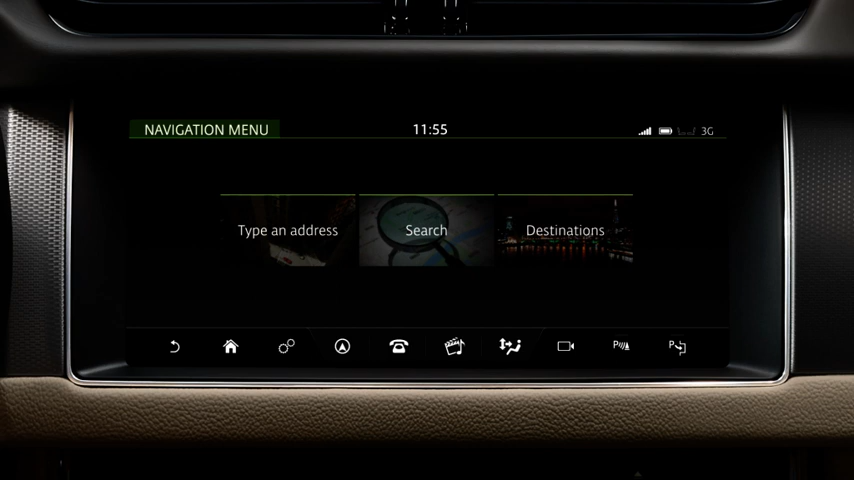 NAVIGATION MENU 11:55 3G
Type an address Search Destinations
P P